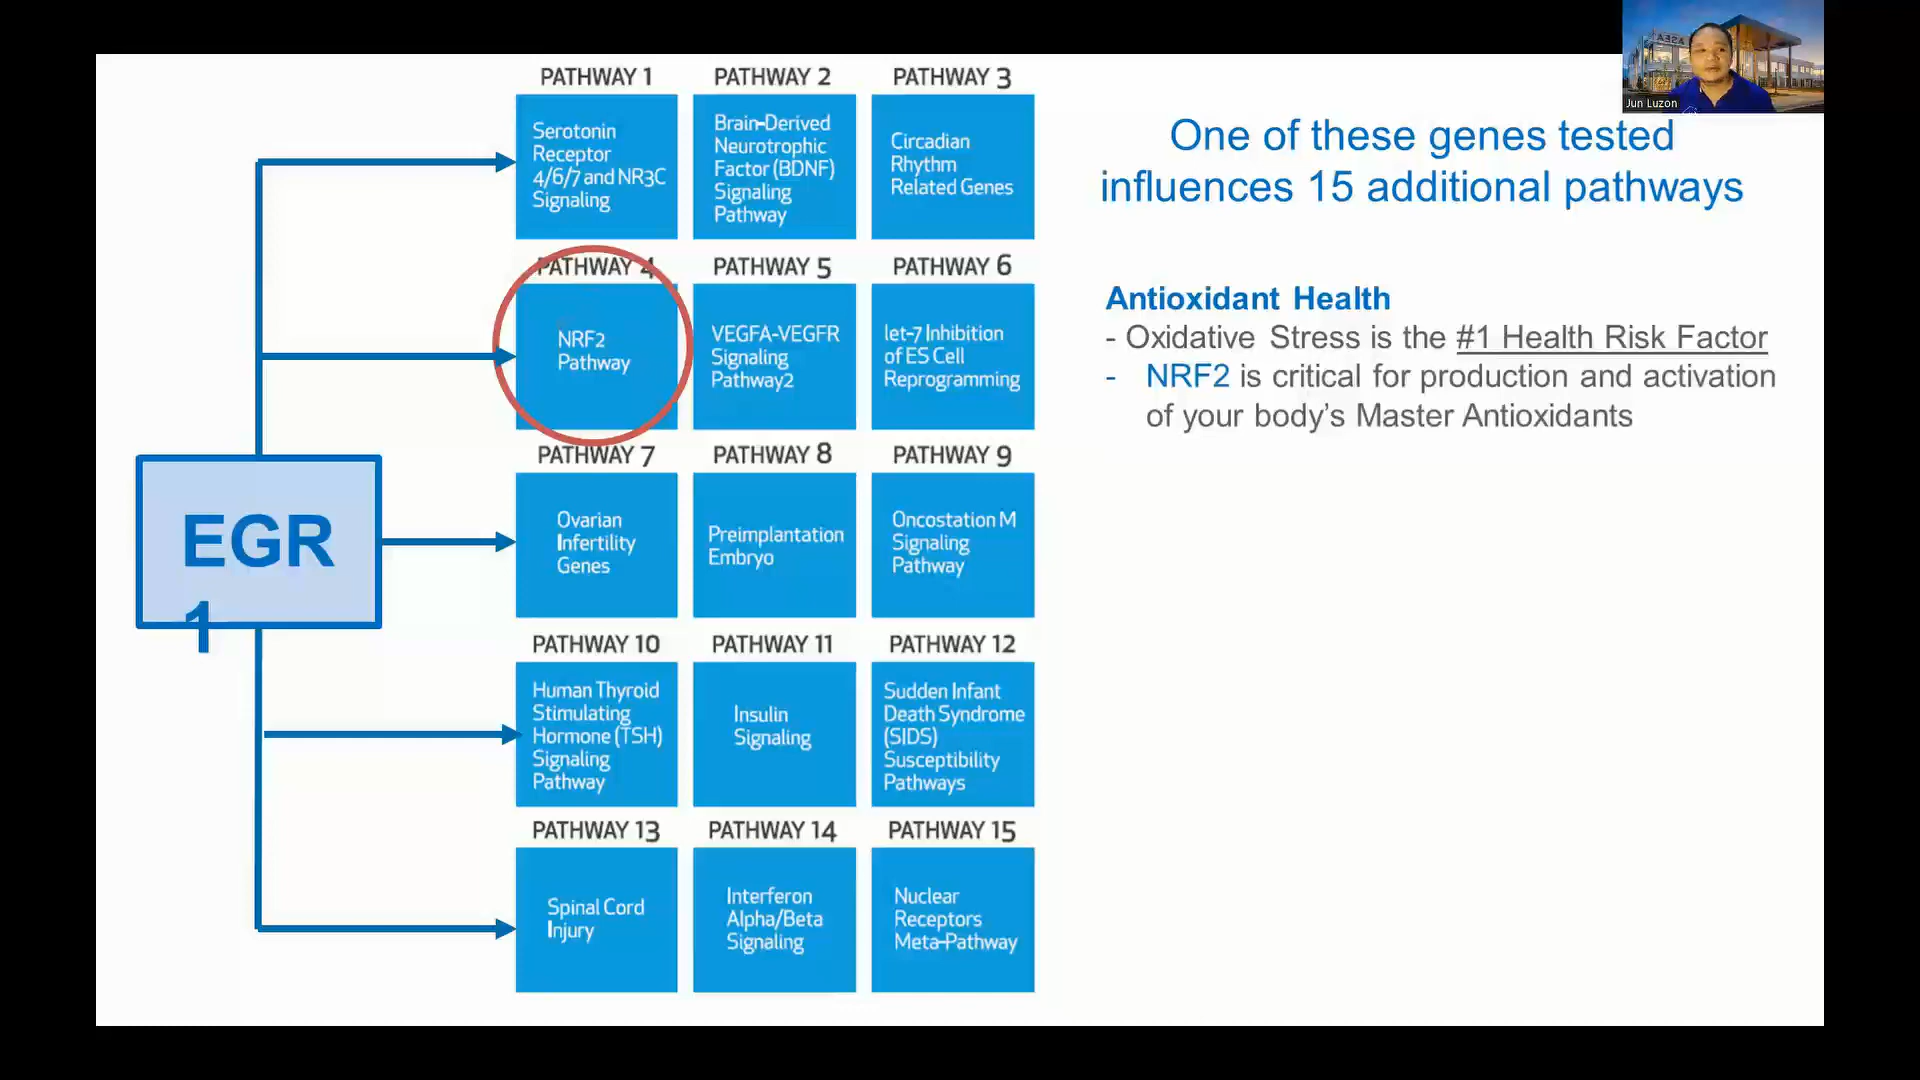 PATHWAY 1
Serotonin
Receptor
4/6/7 and NR3C
Signaling
PATHWAY 2
Brain-Derived
Neurotrophic
Factor (BDNF)
Signaling
Pathway
PATHWAY 3
Circadian
Rhythm
Related Genes
PATHWAY 4
NRF2
Pathway
PATHWAY 5
VEGFA-VEGFR
Signaling
Pathway2
PATHWAY 6
let-7 Inhibition
of ES Cell
Reprogramming
PATHWAY 7
Ovarian
Infertility
Genes
PATHWAY 8
Preimplantation
Embryo
PATHWAY 9
Oncostation M
Signaling
Pathway
PATHWAY 10
Human Thyroid
Stimulating
Hormone (TSH)
Signaling
Pathway
PATHWAY 11
Insulin
Signaling
PATHWAY 12
Sudden Infant
Death Syndrome
(SIDS)
Susceptibility
Pathways
PATHWAY 13
Spinal Cord
Injury
PATHWAY 14
Interferon
Alpha/Beta
Signaling
PATHWAY 15
Nuclear
Receptors
Meta-Pathway
EGR
1
One of these genes tested
influences 15 additional pathways
Antioxidant Health
- Oxidative Stress is the #1 Health Risk Factor
- NRF2 is critical for production and activation
of your body’s Master Antioxidants
ASEA
Jun Luzon